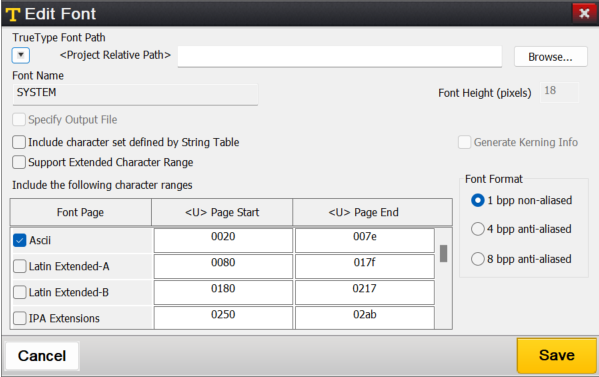 T Edit Font
TrueType Font Path
<Project Relative Path>
Browse...
Font Name
SYSTEM
Font Height (pixels) 18
Specify Output File
Include character set defined by String Table
Generate Kerning Info
Support Extended Character Range
Include the following character ranges
Font Format
Font Page <U> Page Start <U> Page End
1 bpp non-aliased
Ascii 0020 007e
4 bpp anti-aliased
Latin Extended-A 0080 017f
8 bpp anti-aliased
Latin Extended-B 0180 0217
IPA Extensions 0250 02ab
Cancel
Save